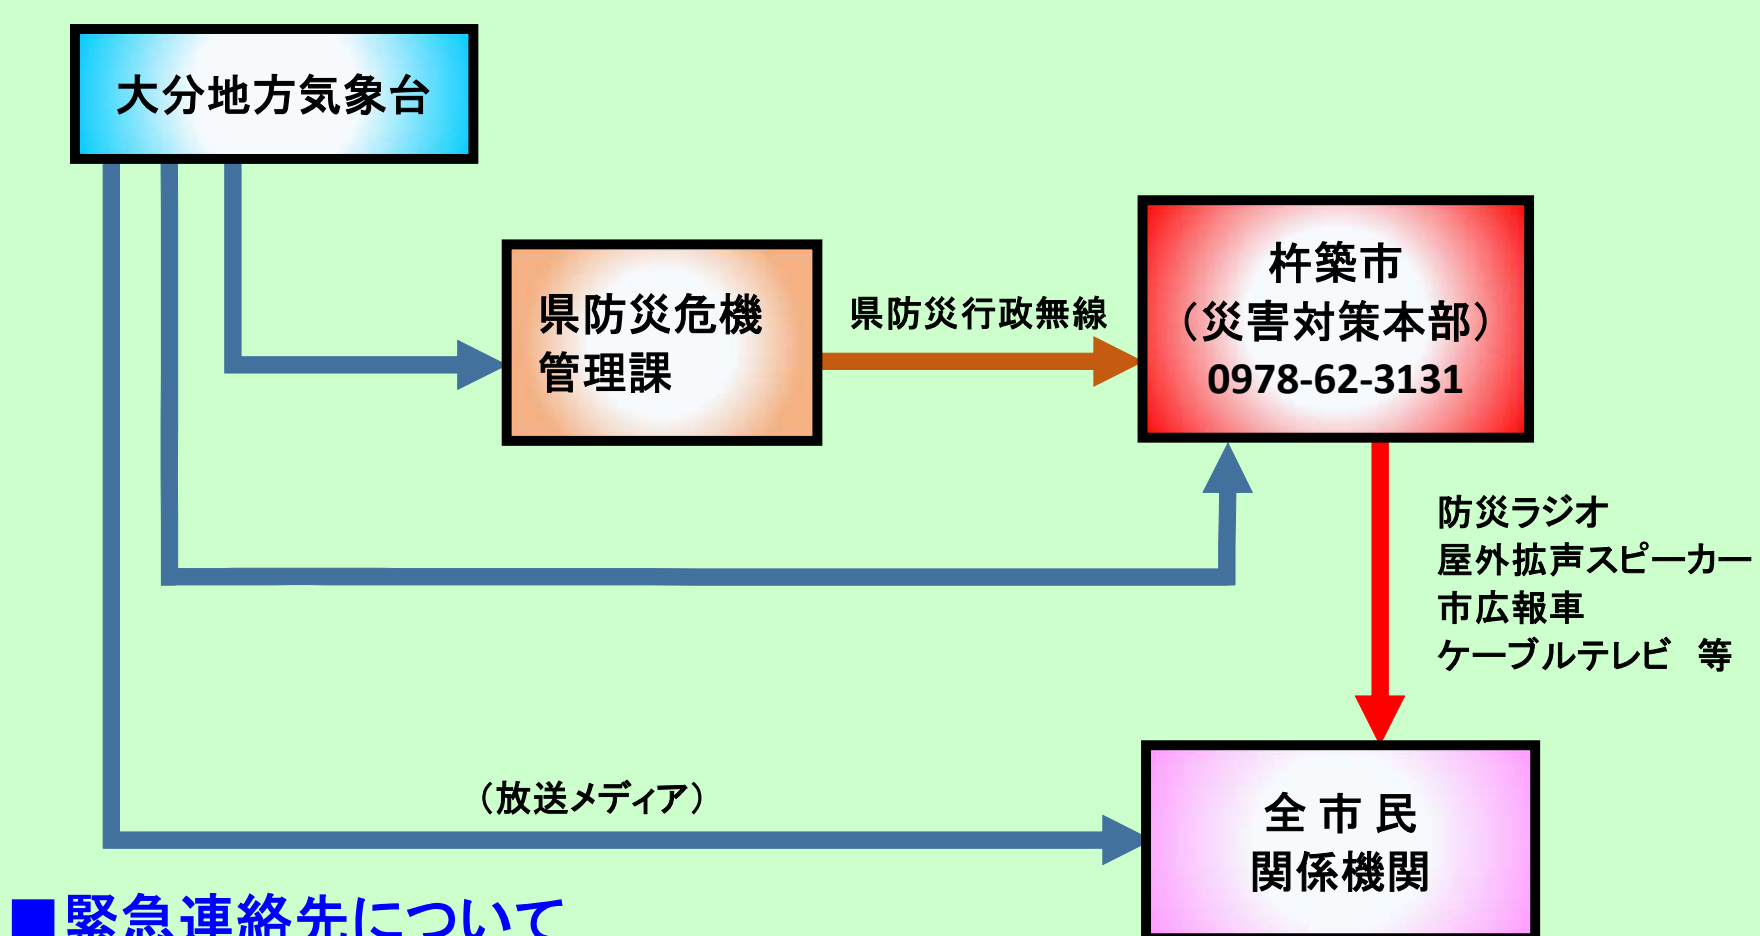 大分地方気象台
県防災危機
管理課
県防災行政無線
杵築市
（災害対策本部）
0978-62-3131
防災ラジオ
屋外拡声スピーカー
市広報車
ケーブルテレビ　等
（放送メディア）
全 市 民
関係機関
■緊急連絡先について